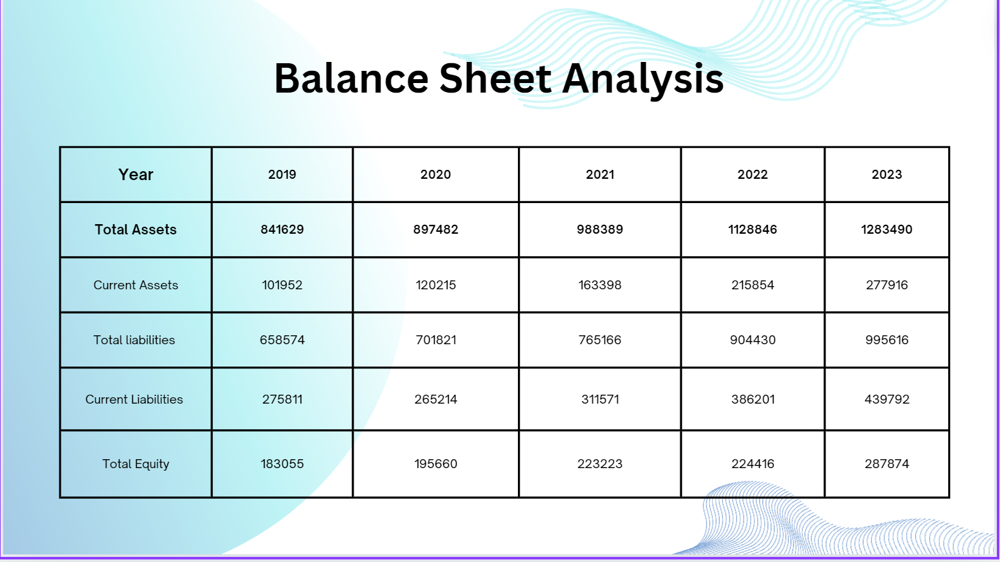 Balance Sheet Analysis
Year 2019 2020 2021 2022 2023
Total Assets 841629 897482 988389 1128846 1283490
Current Assets 101952 120215 163398 215854 277916
Total liabilities 658574 701821 765166 904430 995616
Current Liabilities 275811 265214 311571 386201 439792
Total Equity 183055 195660 223223 224416 287874